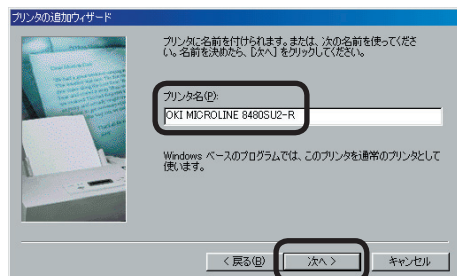 プリンタの追加ウィザード
プリンタに名前を付けられます。または、次の名前を使ってくださ
い。名前を決めたら、[次へ] をクリックしてください。
プリンタ名(P):
OKI MICROLINE 8480SU2-R
Windows ベースのプログラムでは、このプリンタを通常のプリンタとして
使います。
< 戻る(B)
次へ >
キャンセル